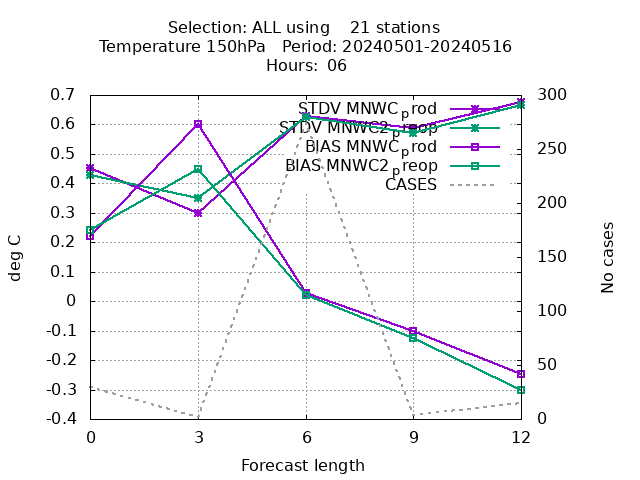 Selection: ALL using 21 stations
Temperature 150hPa Period: 20240501-20240516
Hours: 06
0.7
0.6
0.5
0.4
0.3
0.2
0.1
0
-0.1
-0.2
-0.3
-0.4
deg C
STDV MNWC_prod
STDV MNWC2_preop
BIAS MNWC_prod
BIAS MNWC2_preop
CASES
300
250
200
150
100
50
0
No cases
0 3 6 9 12
Forecast length